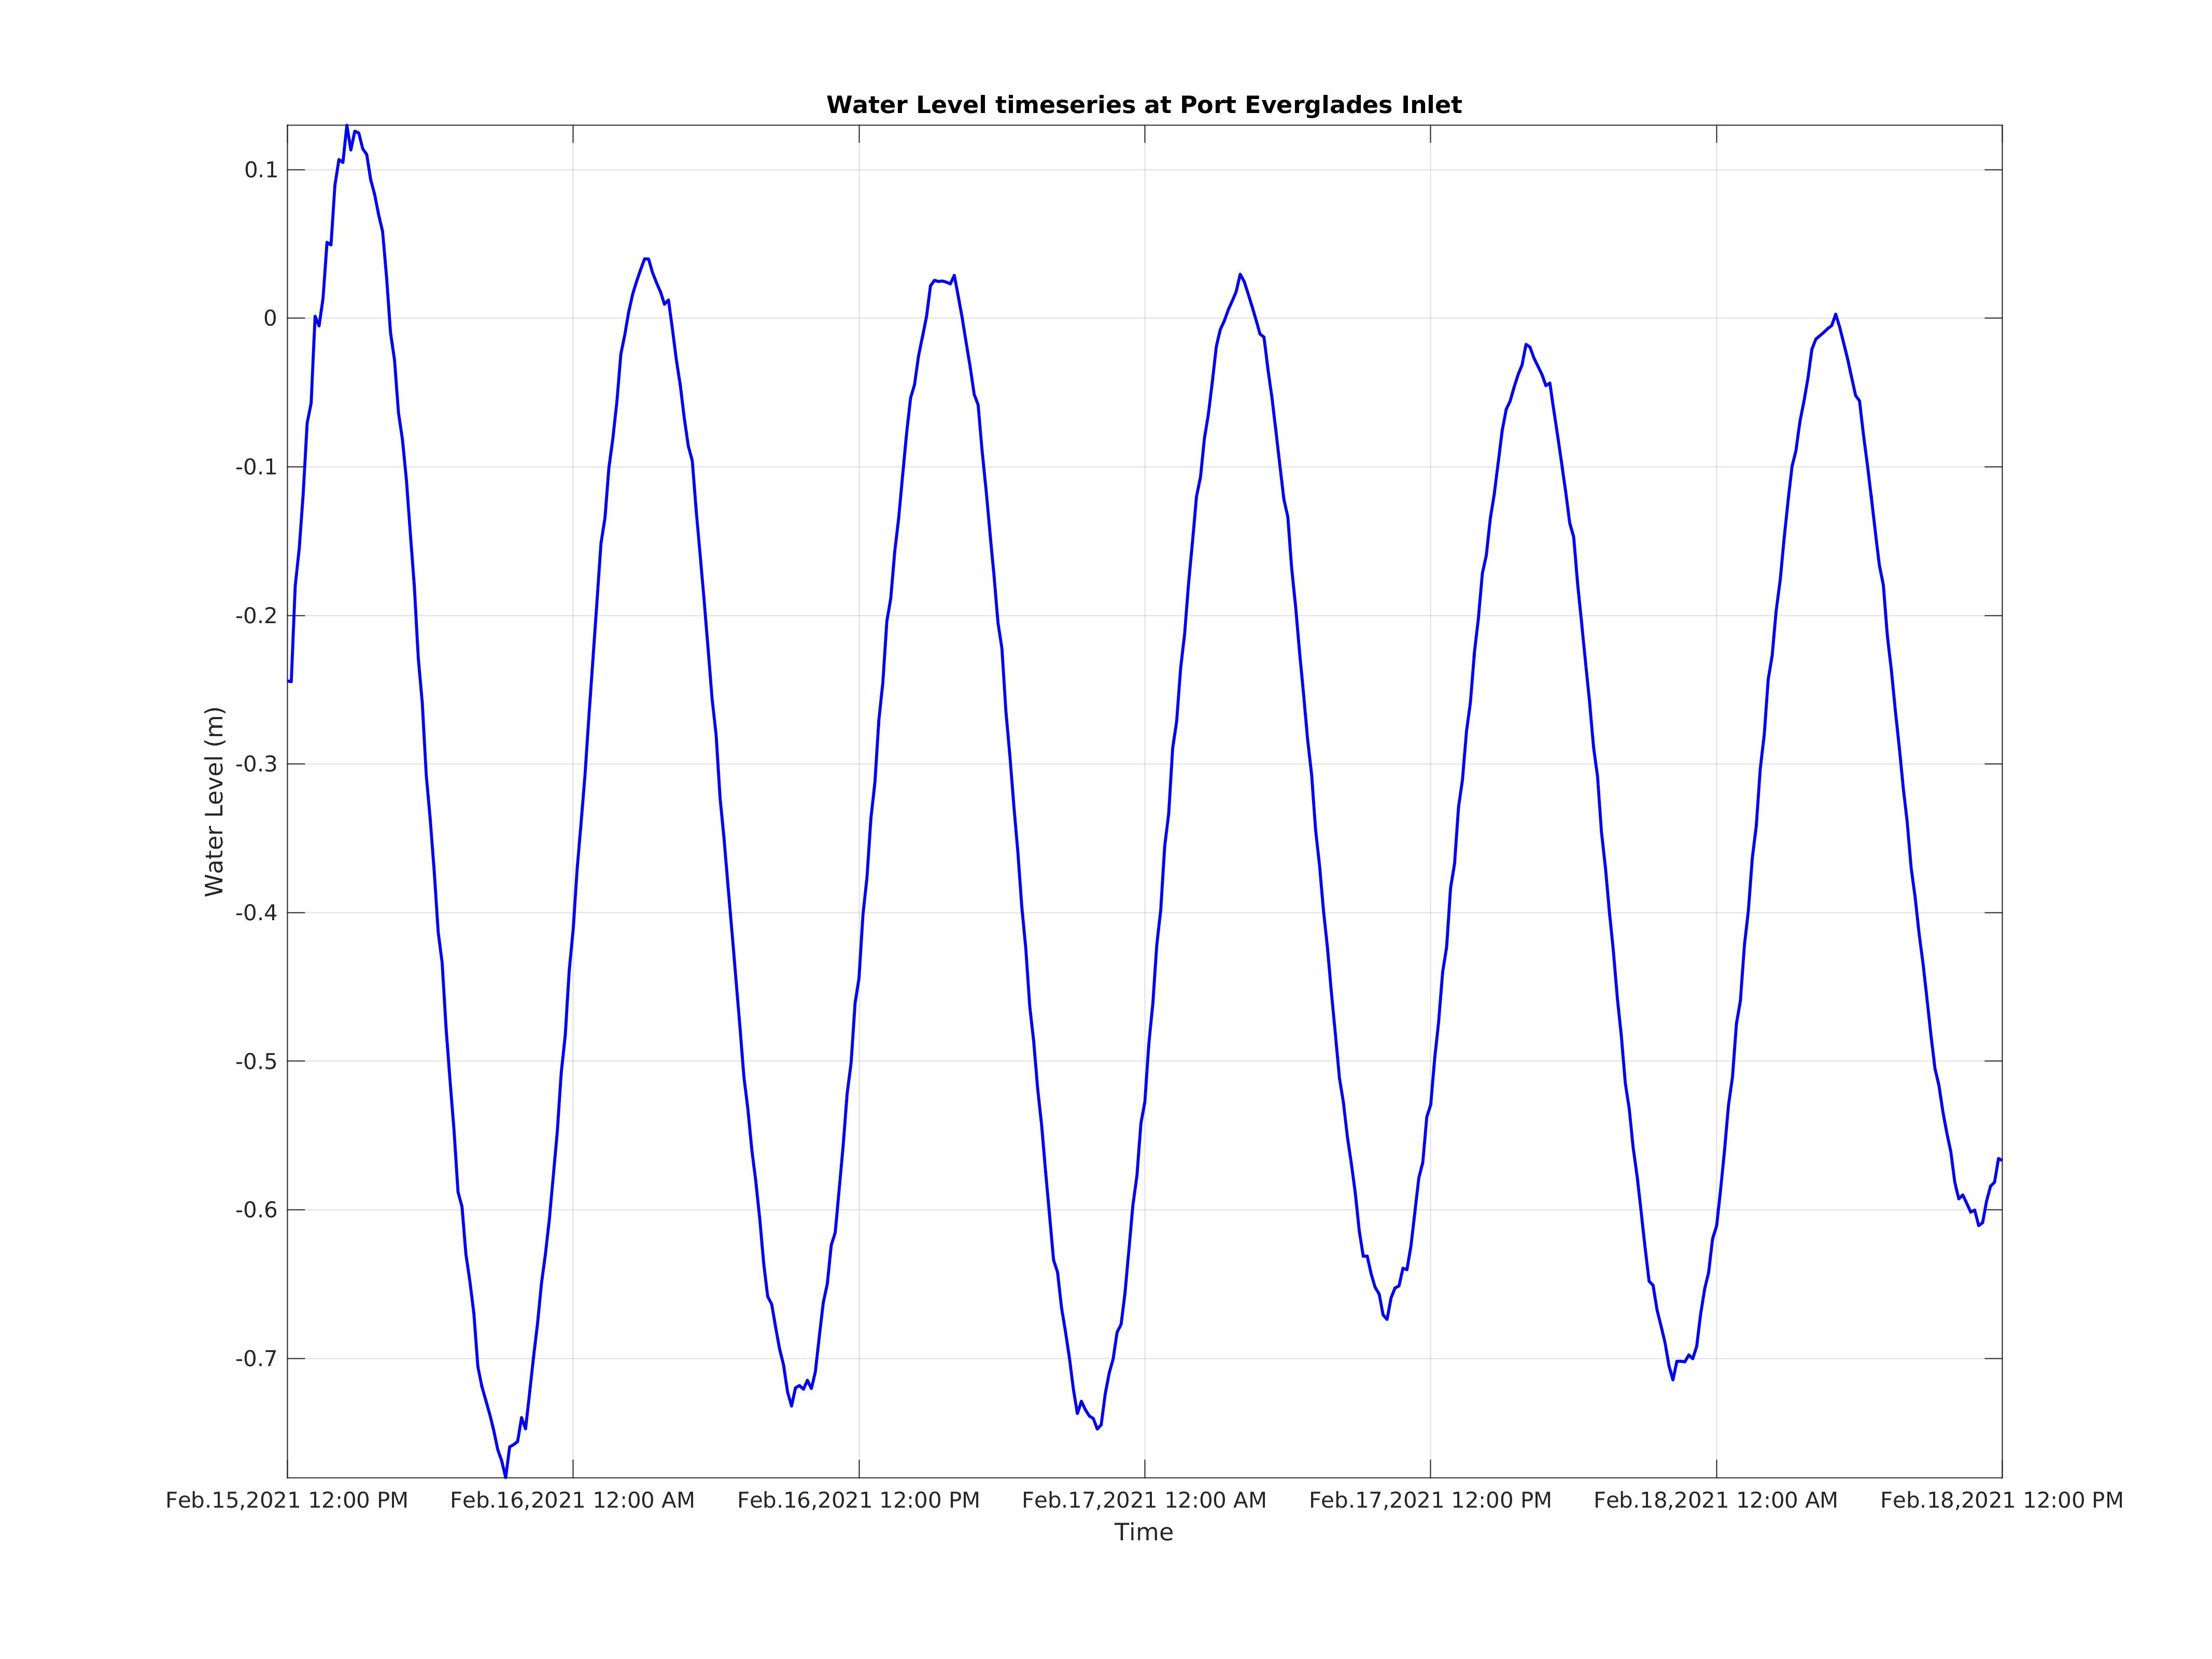 Water Level timeseries at Port Everglades Inlet
0.1
0
-0.1
-0.2
-0.3
-0.4
-0.5
-0.6
-0.7
Water Level (m)
Feb.15,2021 12:00 PM Feb.16,2021 12:00 AM Feb.16,2021 12:00 PM Feb.17,2021 12:00 AM Feb.17,2021 12:00 PM Feb.18,2021 12:00 AM Feb.18,2021 12:00 PM
Time